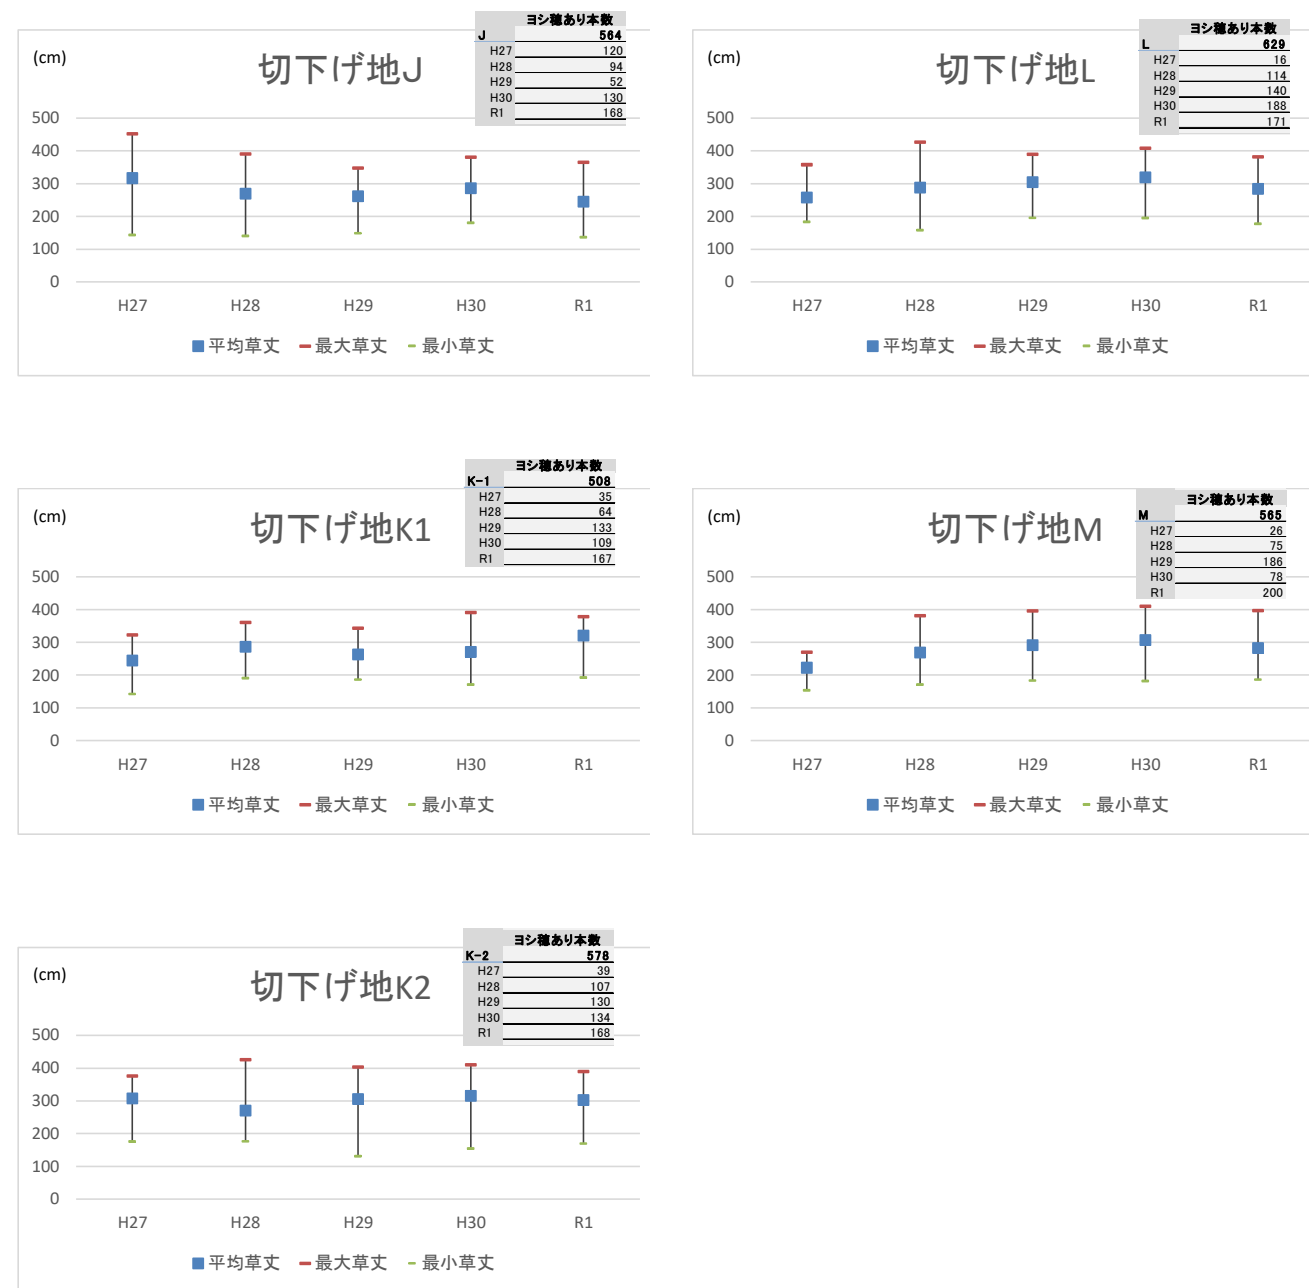 ヨシ穂あり本数
J 564
H27 120
H28 94
H29 52
H30 130
R1 168
(cm)
切下げ地J
500
400
300
200
100
0
H27 H28 H29 H30 R1
平均草丈 最大草丈 最小草丈
ヨシ穂あり本数
L 629
H27 16
H28 114
H29 140
H30 188
R1 171
(cm)
切下げ地L
500
400
300
200
100
0
H27 H28 H29 H30 R1
平均草丈 最大草丈 最小草丈
ヨシ穂あり本数
K-1 508
H27 35
H28 64
H29 133
H30 109
R1 167
(cm)
切下げ地K1
500
400
300
200
100
0
H27 H28 H29 H30 R1
平均草丈 最大草丈 最小草丈
ヨシ穂あり本数
M 565
H27 26
H28 75
H29 186
H30 78
R1 200
(cm)
切下げ地M
500
400
300
200
100
0
H27 H28 H29 H30 R1
平均草丈 最大草丈 最小草丈
ヨシ穂あり本数
K-2 578
H27 39
H28 107
H29 130
H30 134
R1 168
(cm)
切下げ地K2
500
400
300
200
100
0
H27 H28 H29 H30 R1
平均草丈 最大草丈 最小草丈